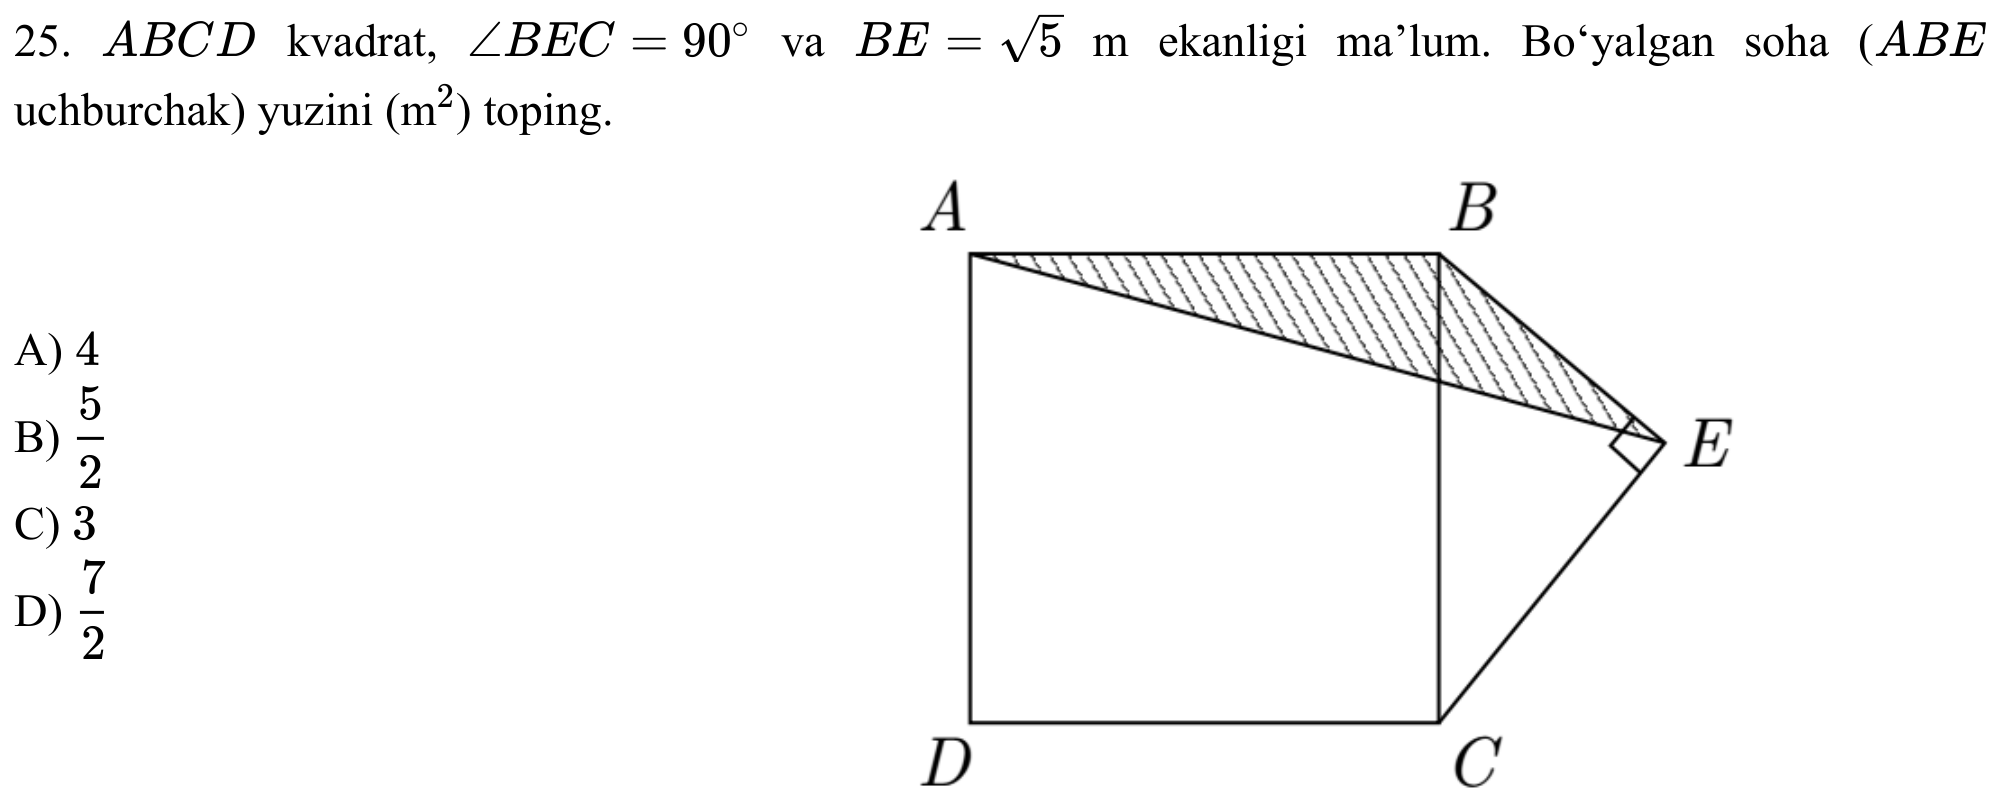 25. ABCD kvadrat, ∠BEC = 90° va BE = √5 m ekanligi ma’lum. Bo‘yalgan soha (ABE
uchburchak) yuzini (m²) toping.
A B
A) 4
B) 5/2
E
C) 3
D) 7/2
D C